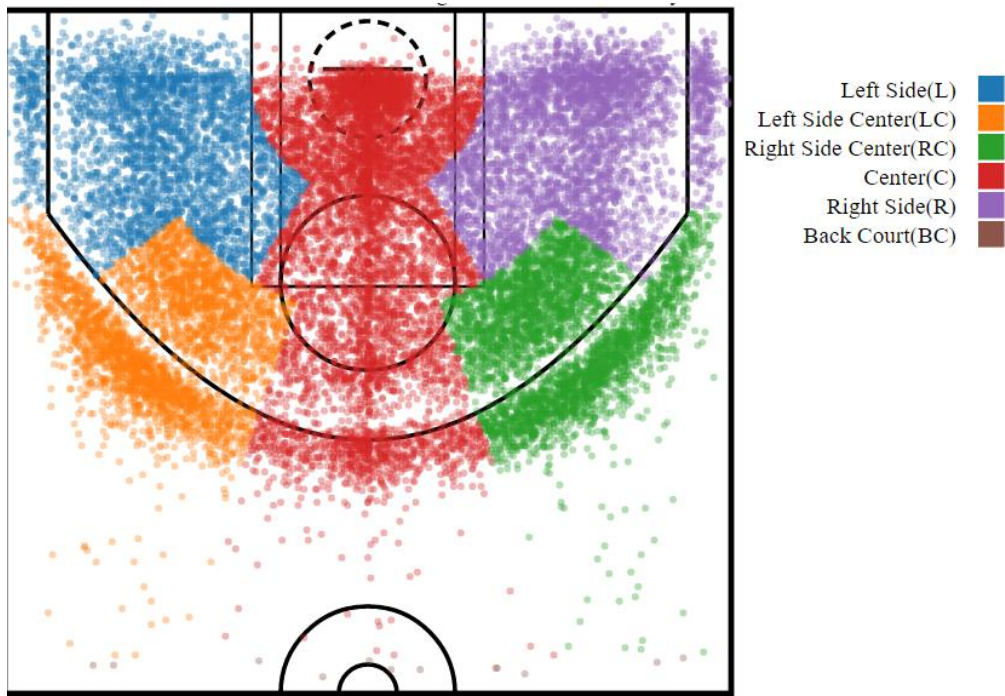 Left Side(L)
Left Side Center(LC)
Right Side Center(RC)
Center(C)
Right Side(R)
Back Court(BC)